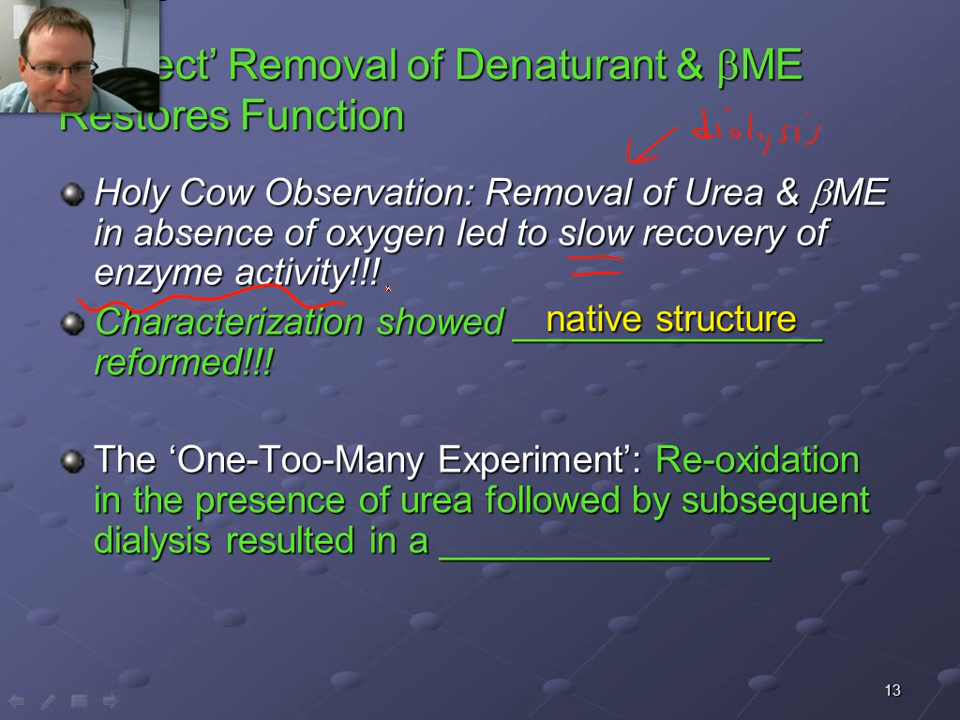 ect’ Removal of Denaturant & βME
Restores Function
dialysis
Holy Cow Observation: Removal of Urea & βME
in absence of oxygen led to slow recovery of
enzyme activity!!!
Characterization showed native structure
reformed!!!
The ‘One-Too-Many Experiment’: Re-oxidation
in the presence of urea followed by subsequent
dialysis resulted in a ________________
13